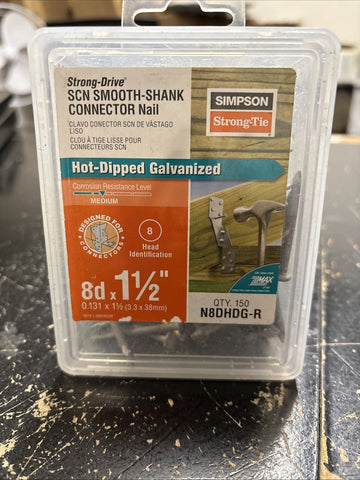 Strong-Drive®
SCN SMOOTH-SHANK
CONNECTOR Nail
CLAVO CONECTOR SCN DE VÁSTAGO
LISO
CLOU À TIGE LISSE POUR
CONNECTEURS SCN
SIMPSON
Strong-Tie
Hot-Dipped Galvanized
Corrosion Resistance Level
MEDIUM
DESIGNED FOR
CONNECTORS
8
Head
Identification
8d x 1½"
0.131 x 1½ (3.3 x 38mm)
ZMAX
QTY. 150
N8DHDG-R